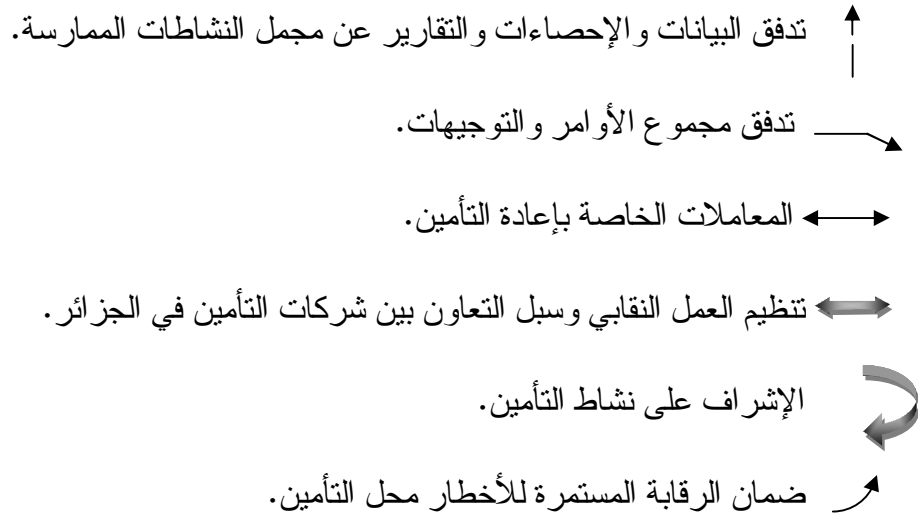 تدفق البيانات والإحصاءات والتقارير عن مجمل النشاطات الممارسة.
تدفق مجموع الأوامر والتوجيهات.
المعاملات الخاصة بإعادة التأمين.
تنظيم العمل النقابي وسبل التعاون بين شركات التأمين في الجزائر.
الإشراف على نشاط التأمين.
ضمان الرقابة المستمرة للأخطار محل التأمين.